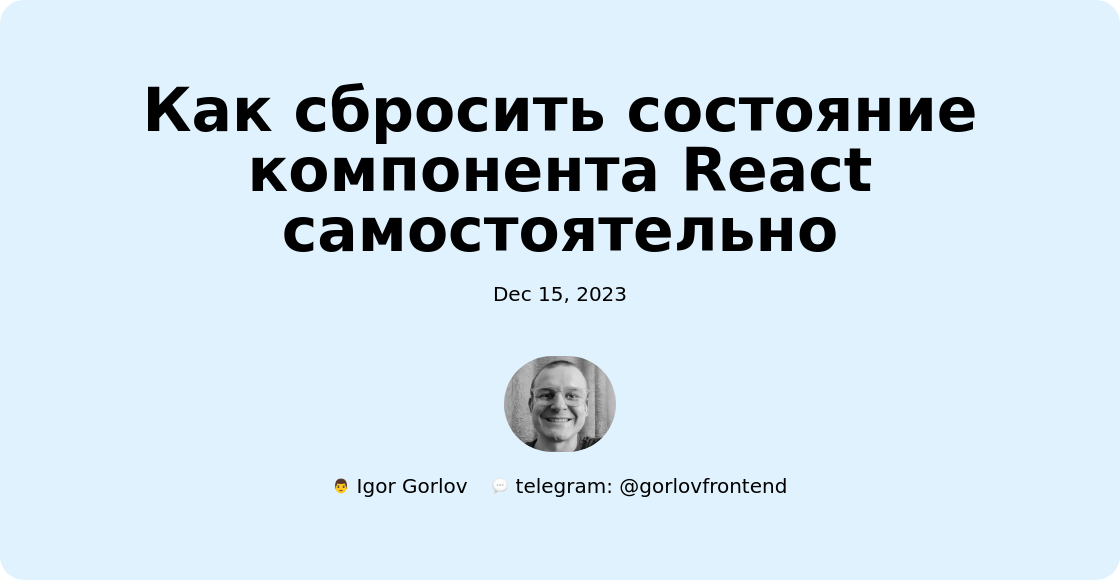 Как сбросить состояние
компонента React
самостоятельно
Dec 15, 2023
👨 Igor Gorlov 💬 telegram: @gorlovfrontend